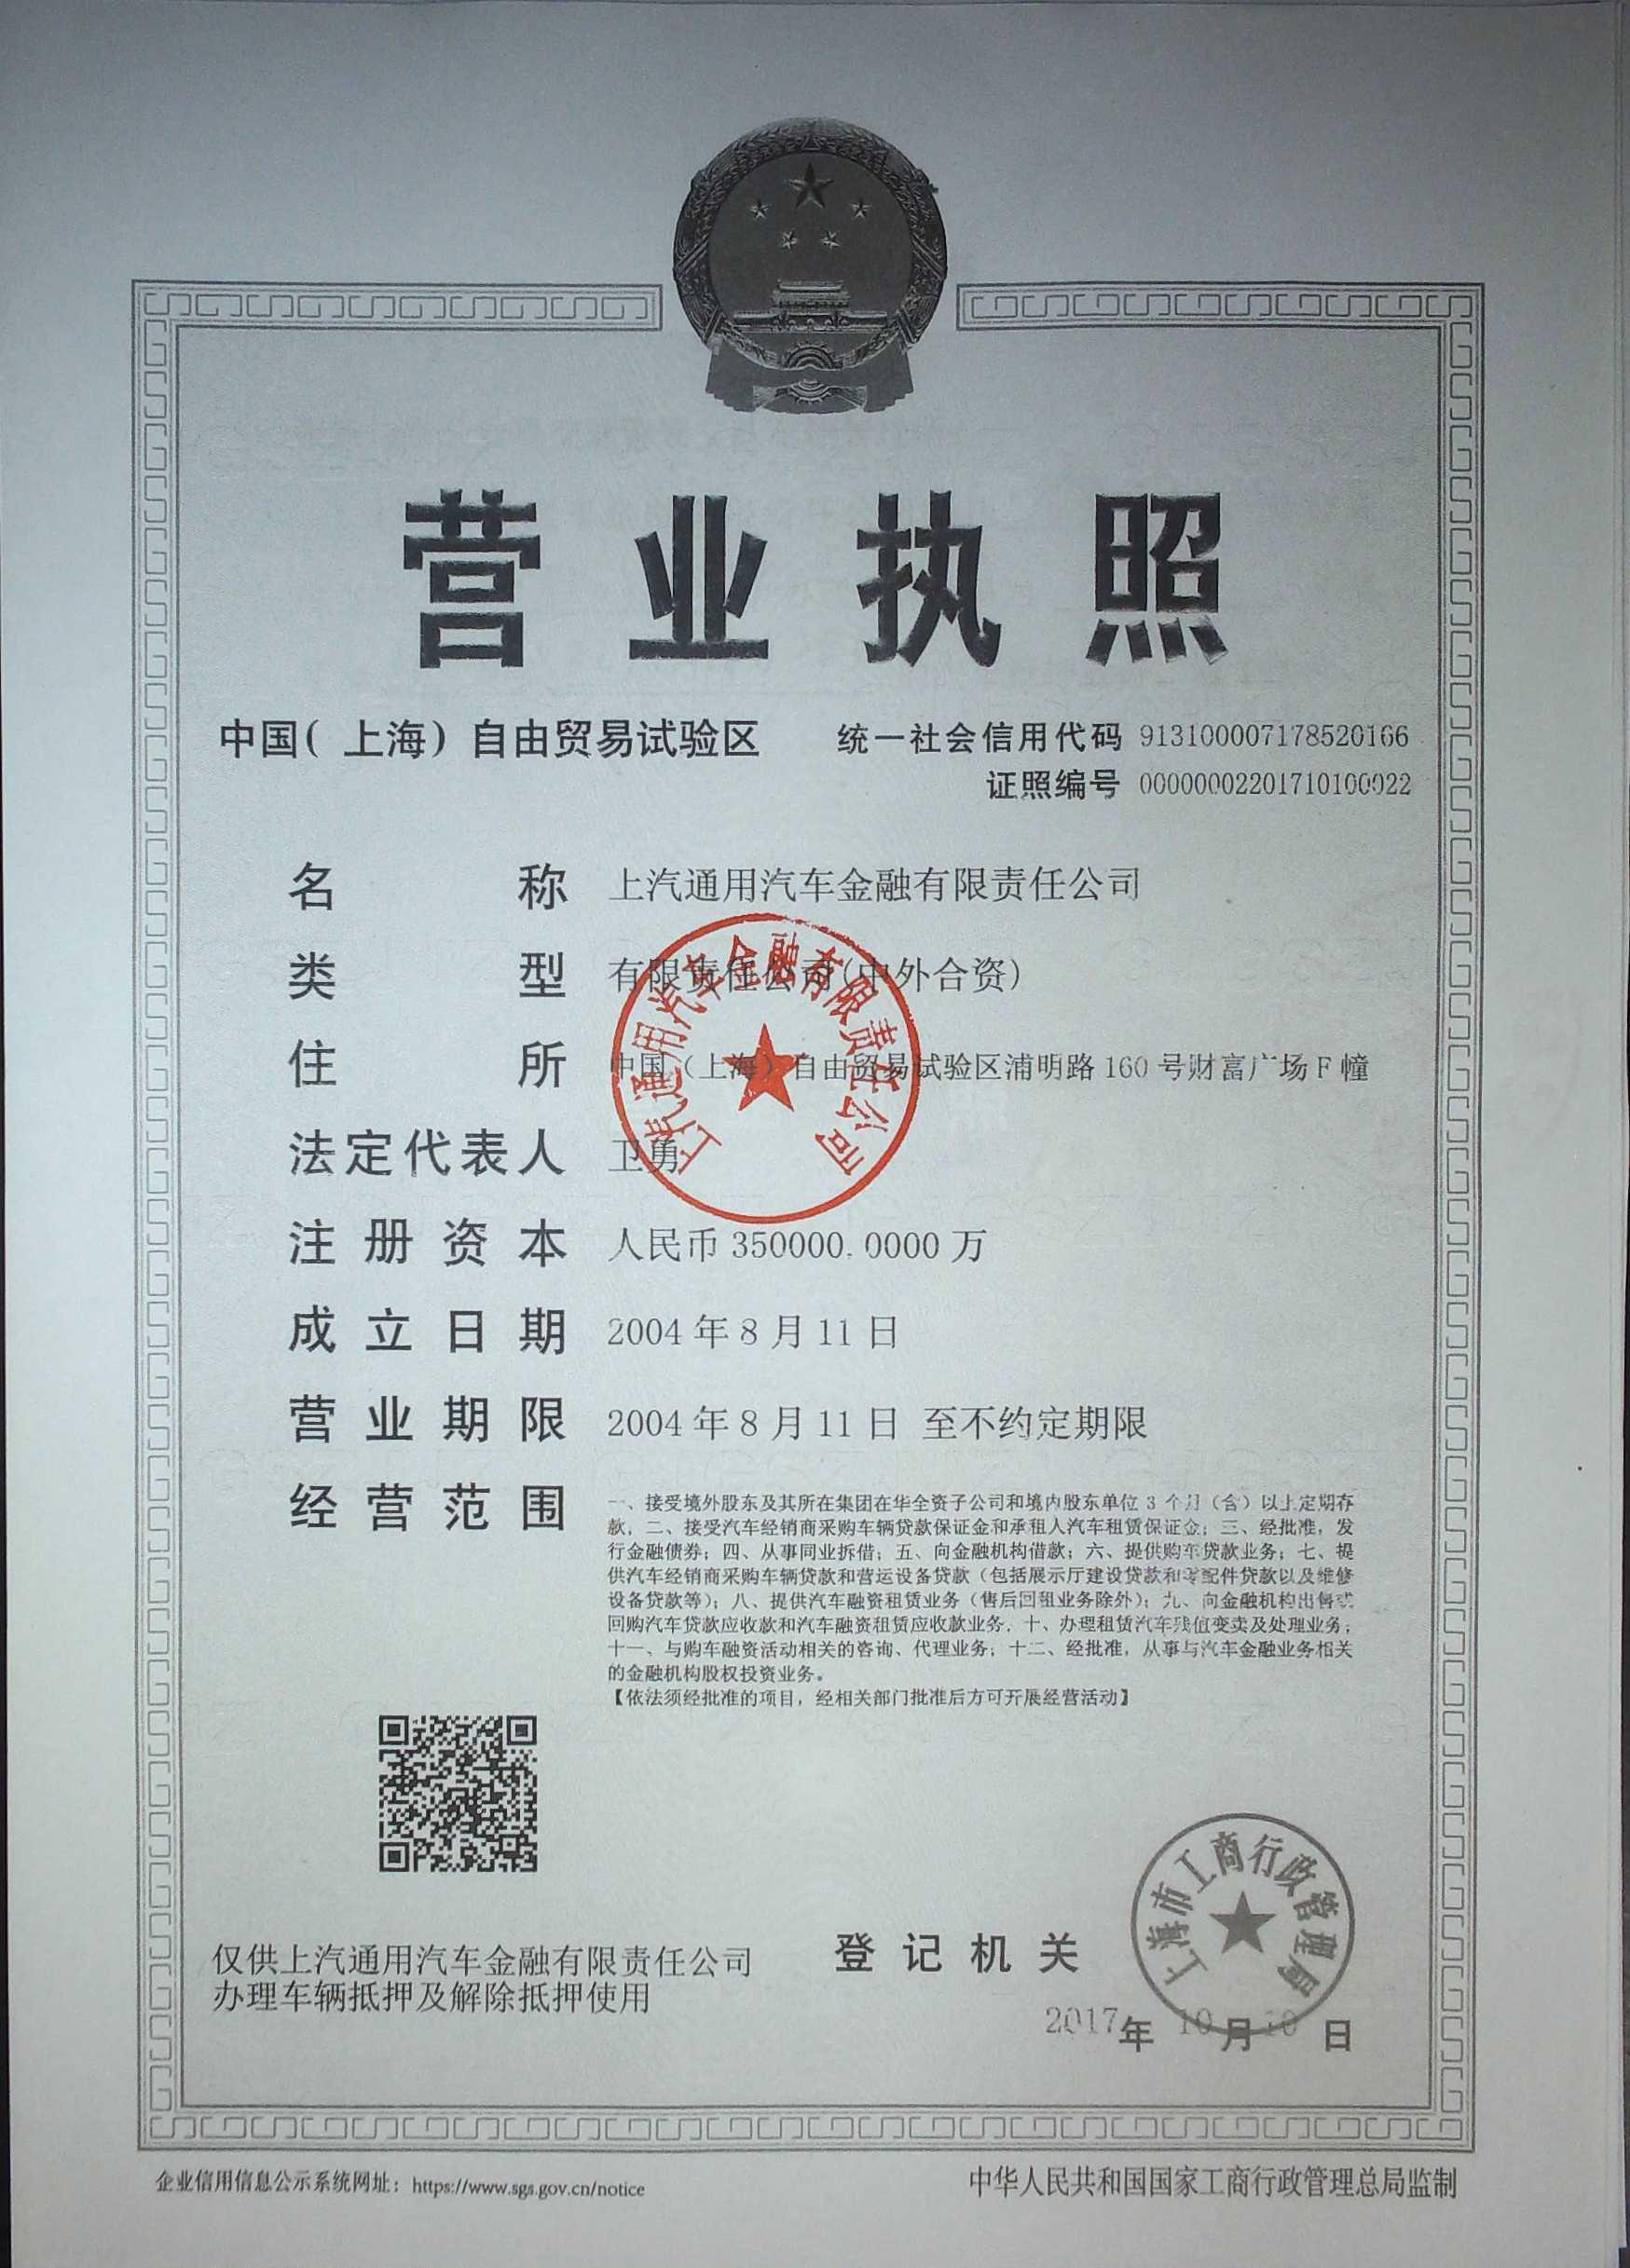 营业执照
中国(上海)自由贸易试验区
统一社会信用代码 913100007178520166
证照编号 00000002201710100022
名称 上汽通用汽车金融有限责任公司
类型 有限责任公司(中外合资)
住所 中国(上海)自由贸易试验区浦明路160号财富广场F幢
法定代表人 卫勇
注册资本 人民币350000.0000万
成立日期 2004年8月11日
营业期限 2004年8月11日 至不约定期限
经营范围 一、接受境外股东及其所在集团在华全资子公司和境内股东单位3个月(含)以上定期存
款;二、接受汽车经销商采购车辆贷款保证金和承租人汽车租赁保证金;三、经批准,发
行金融债券;四、从事同业拆借;五、向金融机构借款;六、提供购车贷款业务;七、提
供汽车经销商采购车辆贷款和营运设备贷款(包括展示厅建设贷款和零配件贷款以及维修
设备贷款等);八、提供汽车融资租赁业务(售后回租业务除外);九、向金融机构出售或
回购汽车贷款应收款和汽车融资租赁应收款业务;十、办理租赁汽车残值变卖及处理业务;
十一、与购车融资活动相关的咨询、代理业务;十二、经批准,从事与汽车金融业务相关
的金融机构股权投资业务。
【依法须经批准的项目,经相关部门批准后方可开展经营活动】
上汽通用汽车金融有限责任公司
仅供上汽通用汽车金融有限责任公司
办理车辆抵押及解除抵押使用
登记机关
上海市工商行政管理局
2017年10月10日
企业信用信息公示系统网址:https://www.sgs.gov.cn/notice
中华人民共和国国家工商行政管理总局监制